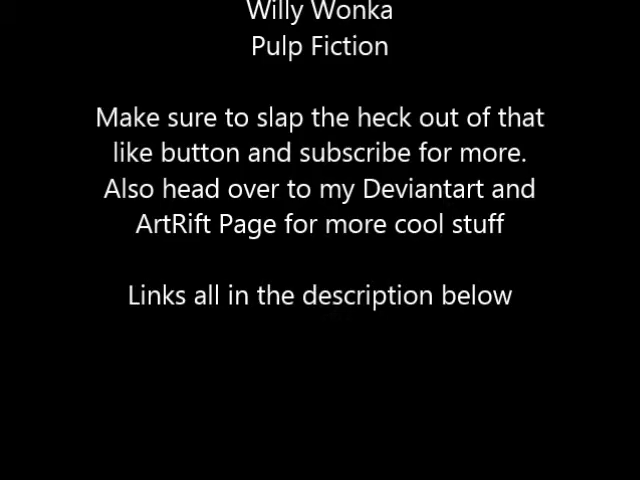 Willy Wonka
Pulp Fiction
Make sure to slap the heck out of that
like button and subscribe for more.
Also head over to my Deviantart and
ArtRift Page for more cool stuff
Links all in the description below